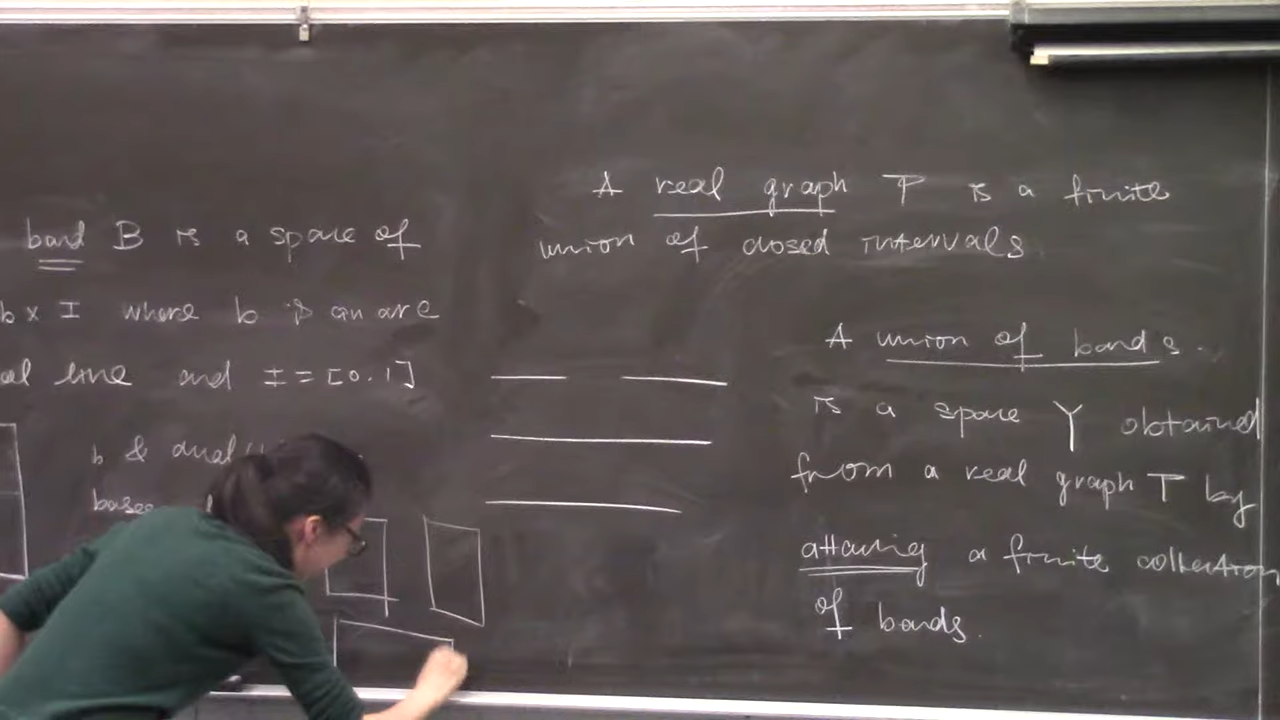 band B is a space of
b × I where b is an arc
al line and I = [0.1]
b & dual
bases
A real graph T is a finite
union of closed intervals
A union of bands.
is a space Y obtained
from a real graph T by
attaching a finite collection
of bands.